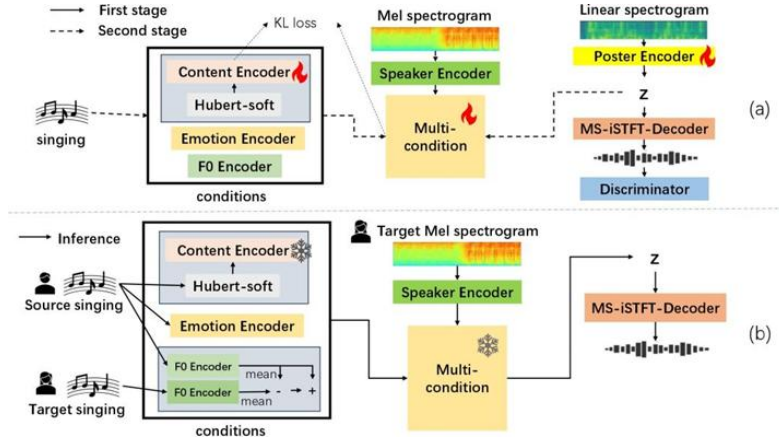 First stage
Second stage
KL loss
Mel spectrogram
Linear spectrogram
Content Encoder
Hubert-soft
Speaker Encoder
Poster Encoder
Z
singing
Emotion Encoder
F0 Encoder
Multi-
condition
MS-iSTFT-Decoder
(a)
Discriminator
conditions
Inference
Target Mel spectrogram
Content Encoder
Hubert-soft
Source singing
Speaker Encoder
Z
Emotion Encoder
MS-iSTFT-Decoder
(b)
F0 Encoder
mean
- +
F0 Encoder
mean
Multi-
condition
Target singing
conditions